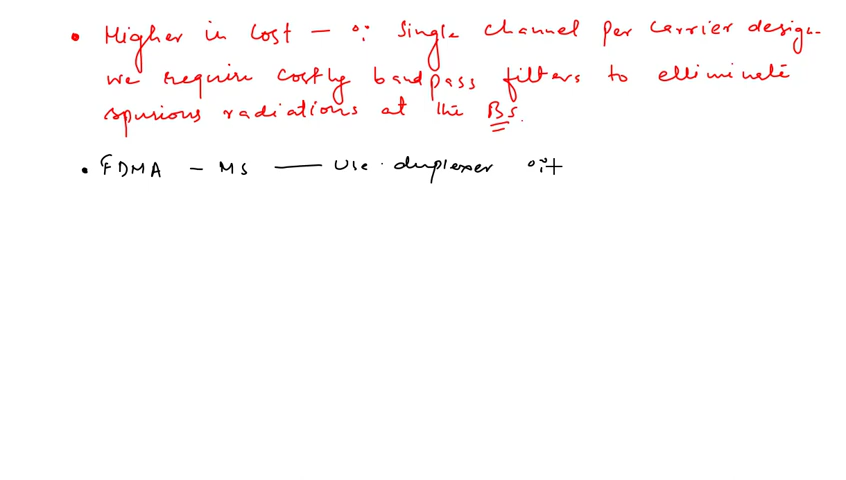 • Higher in Cost – ∵ Single channel per carrier design.
we require costly bandpass filters to elliminate
spurious radiations at the BS.
• FDMA – MS — Use duplexer ∵ t